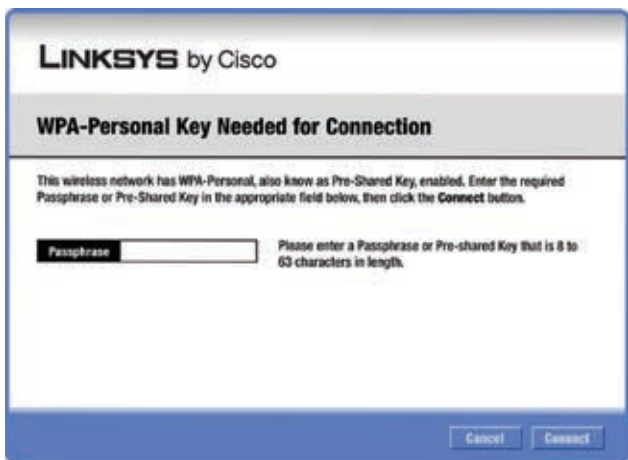 LINKSYS by Cisco
WPA-Personal Key Needed for Connection
This wireless network has WPA-Personal, also know as Pre-Shared Key, enabled. Enter the required
Passphrase or Pre-Shared Key in the appropriate field below, then click the Connect button.
Passphrase
Please enter a Passphrase or Pre-shared Key that is 8 to
63 characters in length.
Cancel
Connect